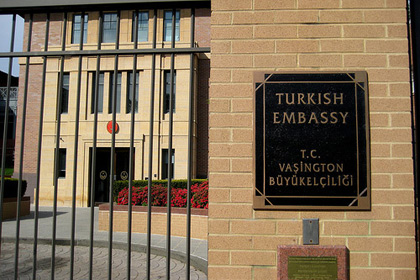 TURKISH
EMBASSY
T.C.
VAŞİNGTON
BÜYÜKELÇİLİĞİ